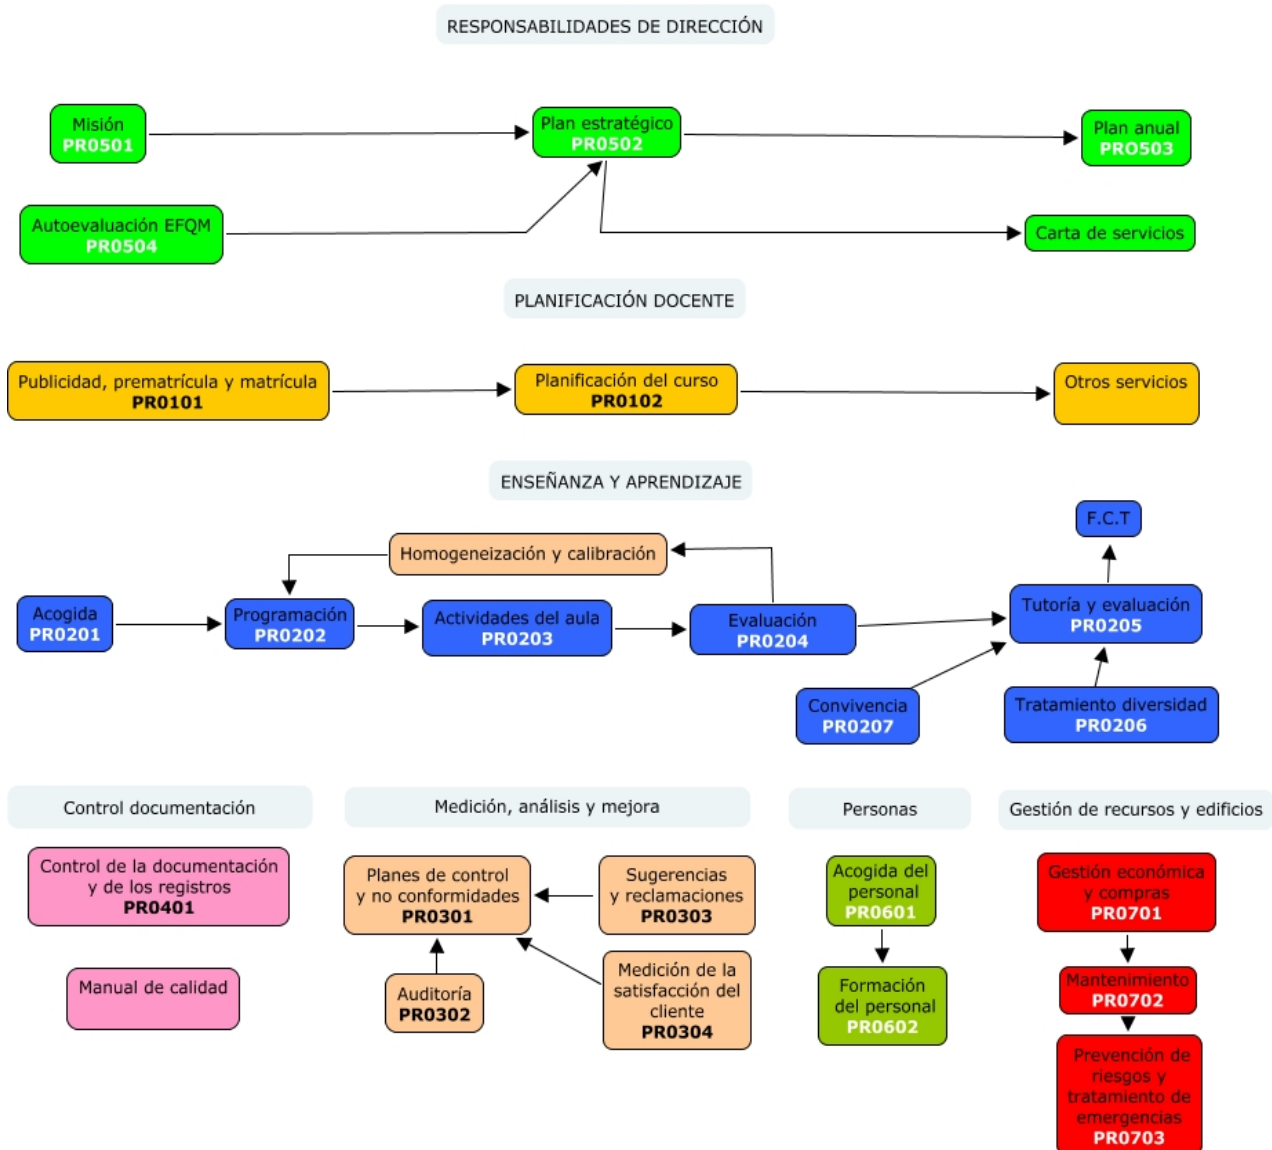 RESPONSABILIDADES DE DIRECCIÓN
Misión
PR0501
Plan estratégico
PR0502
Plan anual
PRO503
Autoevaluación EFQM
PR0504
Carta de servicios
PLANIFICACIÓN DOCENTE
Publicidad, prematrícula y matrícula
PR0101
Planificación del curso
PR0102
Otros servicios
ENSEÑANZA Y APRENDIZAJE
F.C.T
Homogeneización y calibración
Acogida
PR0201
Programación
PR0202
Actividades del aula
PR0203
Evaluación
PR0204
Tutoría y evaluación
PR0205
Convivencia
PR0207
Tratamiento diversidad
PR0206
Control documentación
Control de la documentación
y de los registros
PR0401
Manual de calidad
Medición, análisis y mejora
Planes de control
y no conformidades
PR0301
Sugerencias
y reclamaciones
PR0303
Auditoría
PR0302
Medición de la
satisfacción del
cliente
PR0304
Personas
Acogida del
personal
PR0601
Formación
del personal
PR0602
Gestión de recursos y edificios
Gestión económica
y compras
PR0701
Mantenimiento
PR0702
Prevención de
riesgos y
tratamiento de
emergencias
PR0703